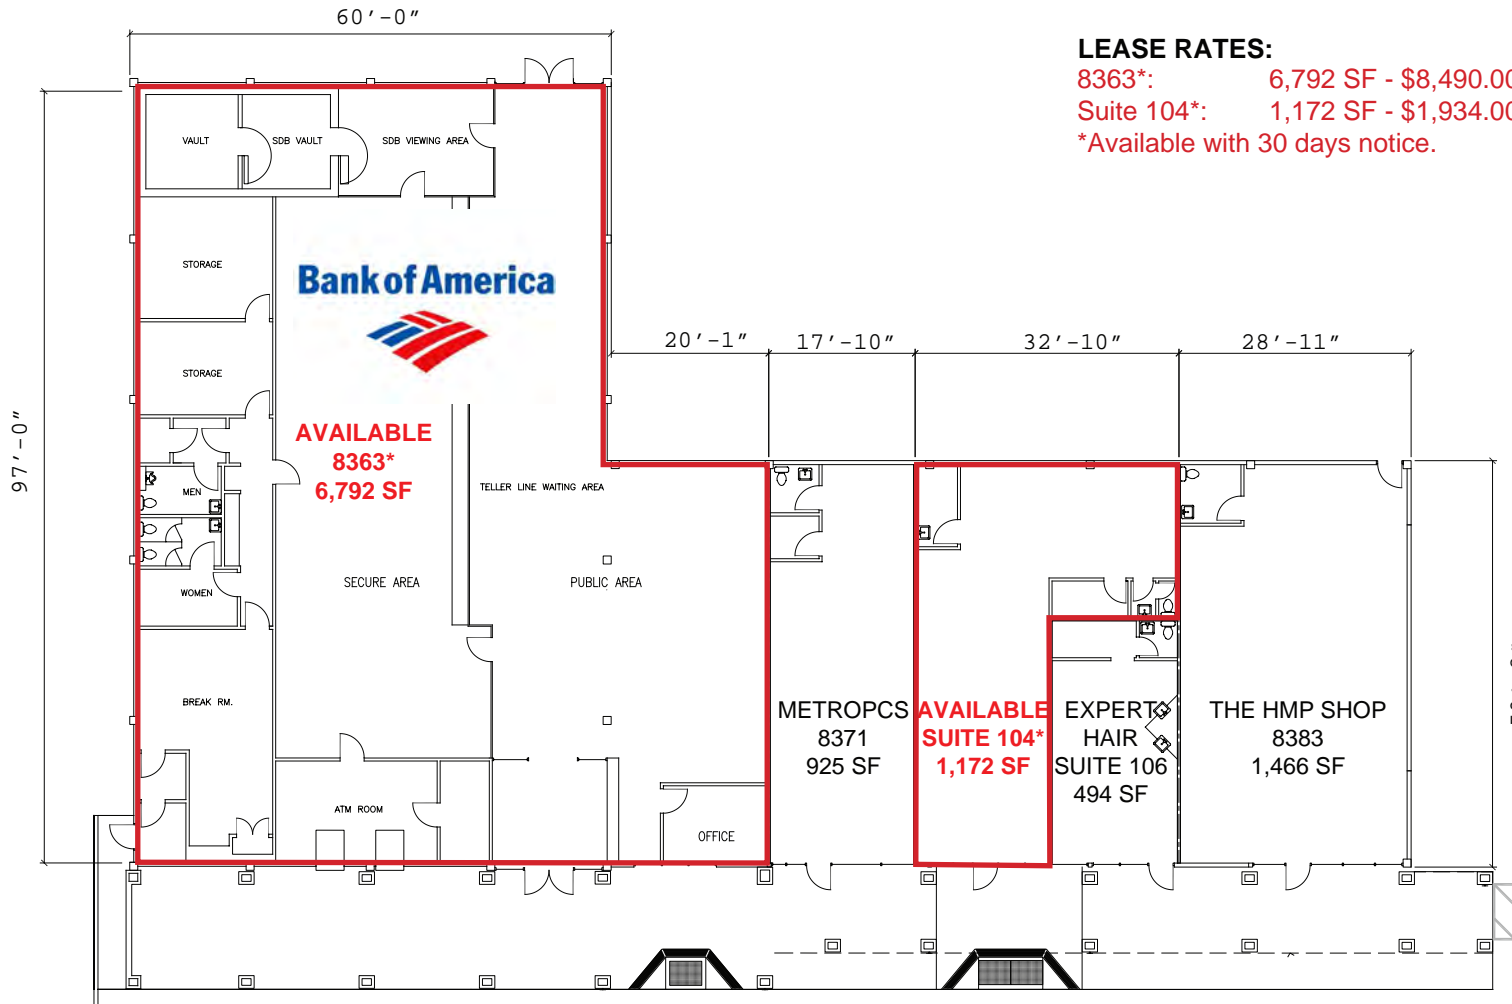 60'-0"
LEASE RATES:
8363*: 6,792 SF - $8,490.00
Suite 104*: 1,172 SF - $1,934.00
*Available with 30 days notice.
97'-0"
VAULT
SDB VAULT
SDB VIEWING AREA
STORAGE
Bank of America
STORAGE
20'-1"
17'-10"
32'-10"
28'-11"
AVAILABLE
8363*
6,792 SF
TELLER LINE WAITING AREA
MEN
SECURE AREA
PUBLIC AREA
WOMEN
BREAK RM.
METROPCS
8371
925 SF
AVAILABLE
SUITE 104*
1,172 SF
EXPERT
HAIR
SUITE 106
494 SF
THE HMP SHOP
8383
1,466 SF
ATM ROOM
OFFICE